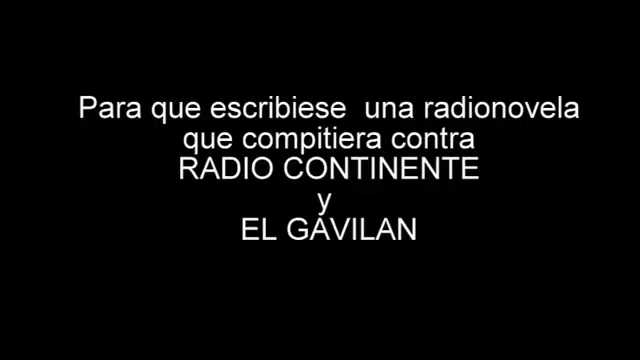 Para que escribiese  una radionovela
que compitiera contra
RADIO CONTINENTE
y
EL GAVILAN